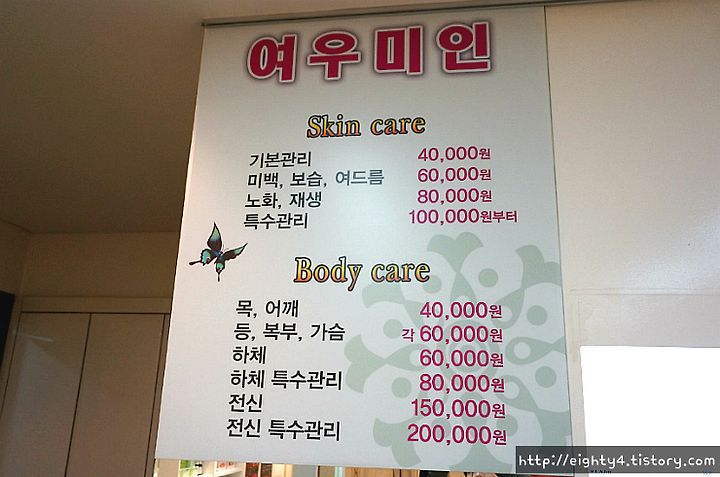 여우미인
Skin care
기본관리 40,000원
미백, 보습, 여드름 60,000원
노화, 재생 80,000원
특수관리 100,000원부터
Body care
목, 어깨 40,000원
등, 복부, 가슴 각 60,000원
하체 60,000원
하체 특수관리 80,000원
전신 150,000원
전신 특수관리 200,000원
http://eighty4.tistory.com